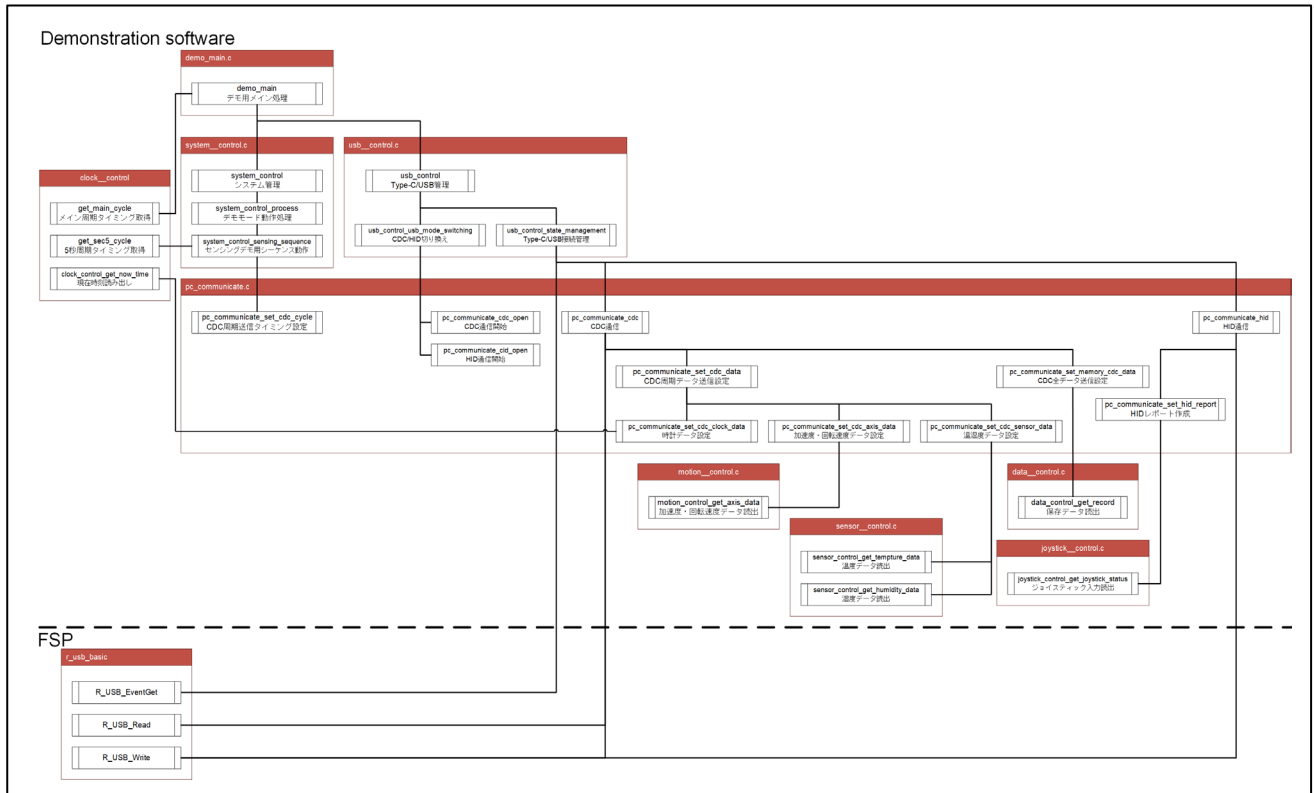 Demonstration software
demo_main.c
demo_main
デモ用メイン処理
system__control.c
system_control
システム管理
system_control_process
デモモード動作処理
system_control_sensing_sequence
センシングデモ用シーケンス動作
usb__control.c
usb_control
Type-C/USB管理
usb_control_usb_mode_switching
CDC/HID切り換え
usb_control_state_management
Type-C/USB接続管理
clock__control
get_main_cycle
メイン周期タイミング取得
get_sec5_cycle
5秒周期タイミング取得
clock_control_get_now_time
現在時刻読み出し
pc_communicate.c
pc_communicate_set_cdc_cycle
CDC周期送信タイミング設定
pc_communicate_cdc_open
CDC通信開始
pc_communicate_cid_open
HID通信開始
pc_communicate_cdc
CDC通信
pc_communicate_hid
HID通信
pc_communicate_set_cdc_data
CDC周期データ送信設定
pc_communicate_set_memory_cdc_data
CDC全データ送信設定
pc_communicate_set_hid_report
HIDレポート作成
pc_communicate_set_cdc_clock_data
時計データ設定
pc_communicate_set_cdc_axis_data
加速度・回転速度データ設定
pc_communicate_set_cdc_sensor_data
温湿度データ設定
motion__control.c
motion_control_get_axis_data
加速度・回転速度データ読出
data__control.c
data_control_get_record
保存データ読出
sensor__control.c
sensor_control_get_tempture_data
温度データ読出
sensor_control_get_humidity_data
湿度データ読出
joystick__control.c
joystick_control_get_joystick_status
ジョイスティック入力読出
FSP
r_usb_basic
R_USB_EventGet
R_USB_Read
R_USB_Write